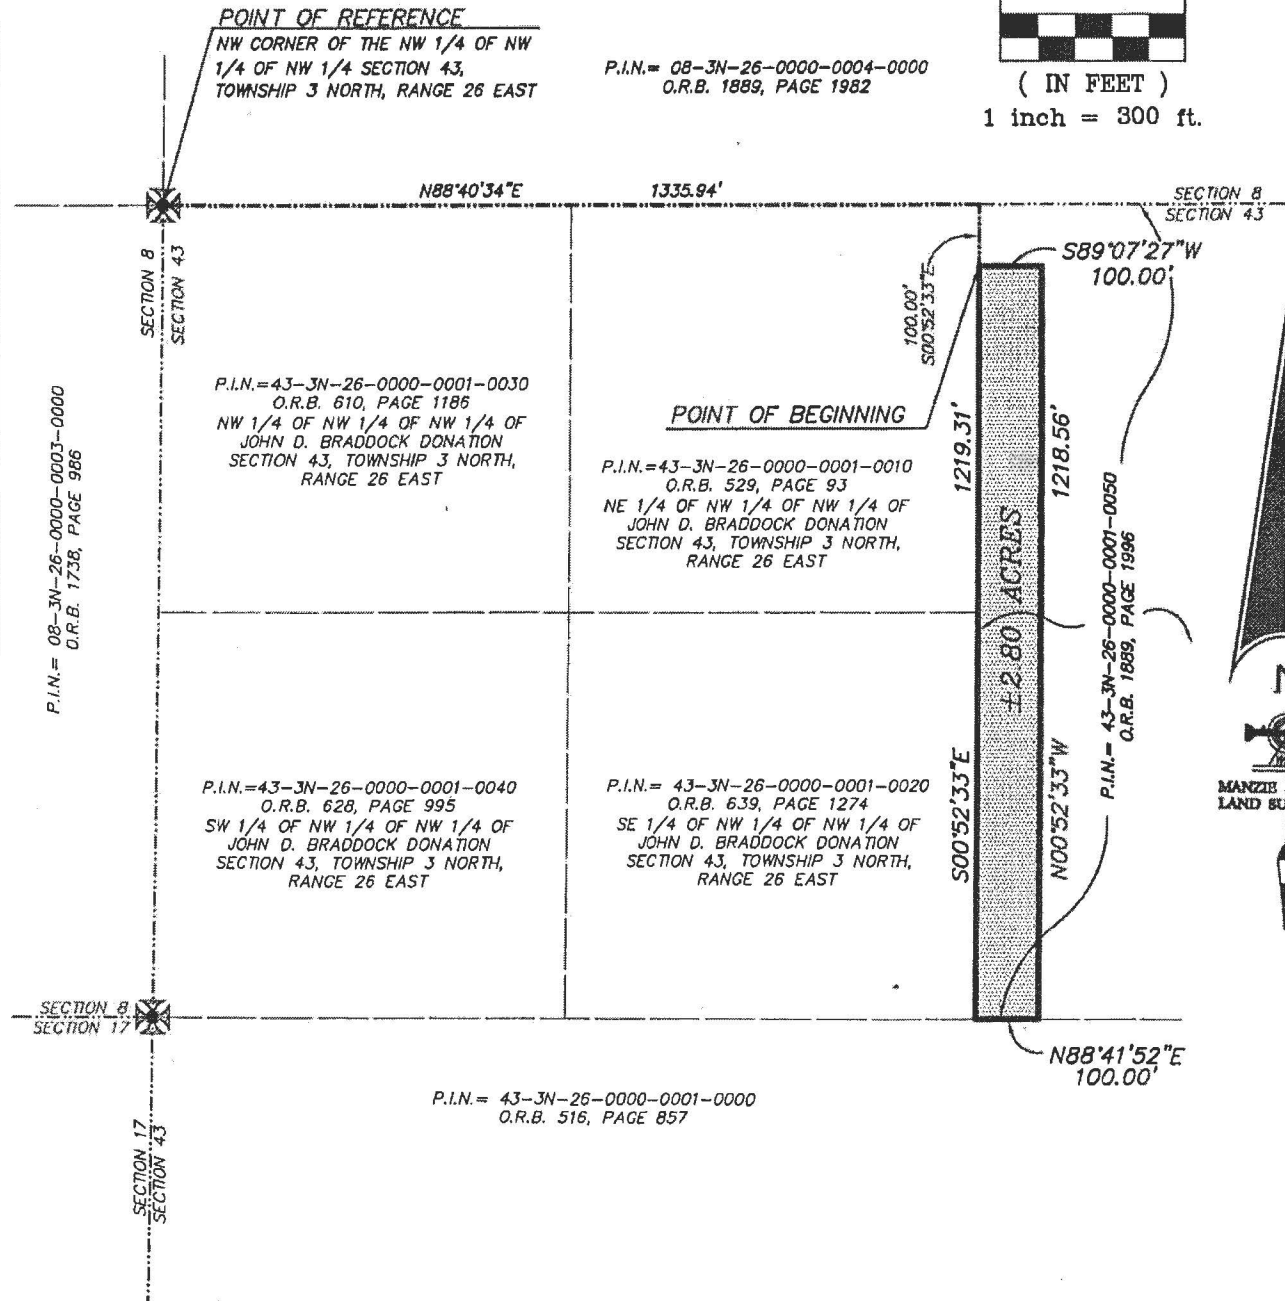 POINT OF REFERENCE
NW CORNER OF THE NW 1/4 OF NW
1/4 OF NW 1/4 SECTION 43,
TOWNSHIP 3 NORTH, RANGE 26 EAST
P.I.N.= 08-3N-26-0000-0004-0000
O.R.B. 1889, PAGE 1982
( IN FEET )
1 inch = 300 ft.
N88°40'34"E 1335.94'
SECTION 8
SECTION 43
SECTION 8
SECTION 43
100.00'
S00°52'33"E
S89°07'27"W
100.00'
P.I.N.= 08-3N-26-0000-0003-0000
O.R.B. 1738, PAGE 986
P.I.N.=43-3N-26-0000-0001-0030
O.R.B. 610, PAGE 1186
NW 1/4 OF NW 1/4 OF NW 1/4 OF
JOHN D. BRADDOCK DONATION
SECTION 43, TOWNSHIP 3 NORTH,
RANGE 26 EAST
POINT OF BEGINNING
P.I.N.=43-3N-26-0000-0001-0010
O.R.B. 529, PAGE 93
NE 1/4 OF NW 1/4 OF NW 1/4 OF
JOHN D. BRADDOCK DONATION
SECTION 43, TOWNSHIP 3 NORTH,
RANGE 26 EAST
1219.31'
1218.56'
±2.80 ACRES
P.I.N.= 43-3N-26-0000-0001-0050
O.R.B. 1889, PAGE 1996
S00°52'33"E
N00°52'33"W
P.I.N.=43-3N-26-0000-0001-0040
O.R.B. 628, PAGE 995
SW 1/4 OF NW 1/4 OF NW 1/4 OF
JOHN D. BRADDOCK DONATION
SECTION 43, TOWNSHIP 3 NORTH,
RANGE 26 EAST
P.I.N.= 43-3N-26-0000-0001-0020
O.R.B. 639, PAGE 1274
SE 1/4 OF NW 1/4 OF NW 1/4 OF
JOHN D. BRADDOCK DONATION
SECTION 43, TOWNSHIP 3 NORTH,
RANGE 26 EAST
MANZIE
LAND
SECTION 8
SECTION 17
N88°41'52"E
100.00'
P.I.N.= 43-3N-26-0000-0001-0000
O.R.B. 516, PAGE 857
SECTION 17
SECTION 43